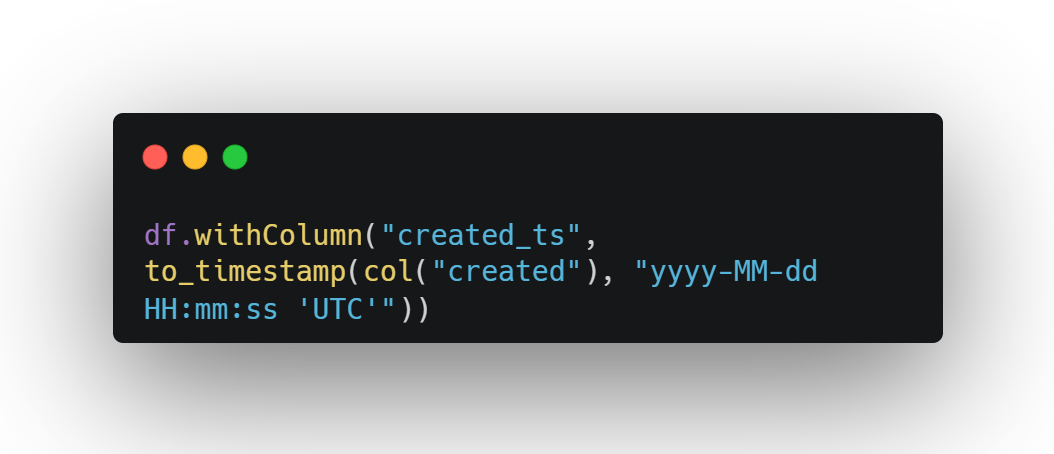 df.withColumn("created_ts",
to_timestamp(col("created"), "yyyy-MM-dd
HH:mm:ss 'UTC'"))